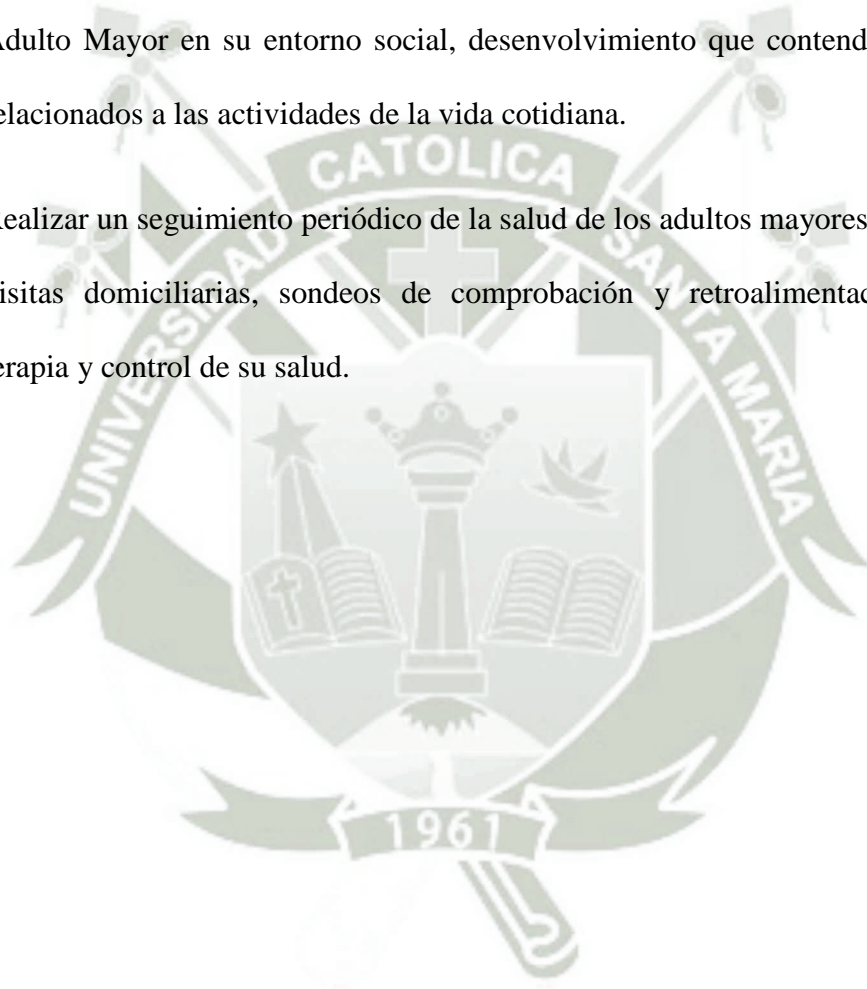 Adulto Mayor en su entorno social, desenvolvimiento que contend
relacionados a las actividades de la vida cotidiana.
Realizar un seguimiento periódico de la salud de los adultos mayores
visitas domiciliarias, sondeos de comprobación y retroalimentac
terapia y control de su salud.
UNIVERSIDAD CATOLICA SANTA MARIA
1961